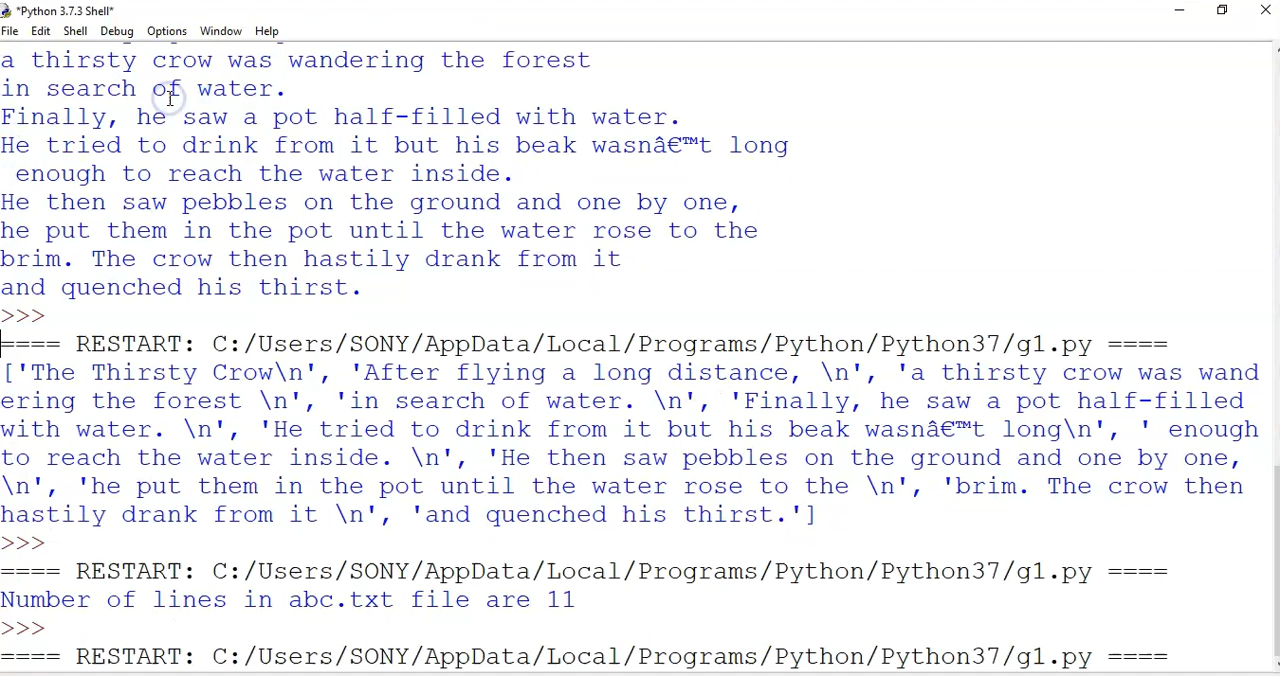 *Python 3.7.3 Shell*
File Edit Shell Debug Options Window Help
a thirsty crow was wandering the forest
in search of water.
Finally, he saw a pot half-filled with water.
He tried to drink from it but his beak wasnâ€™t long
 enough to reach the water inside.
He then saw pebbles on the ground and one by one,
he put them in the pot until the water rose to the
brim. The crow then hastily drank from it
and quenched his thirst.
>>>
==== RESTART: C:/Users/SONY/AppData/Local/Programs/Python/Python37/g1.py ====
['The Thirsty Crow\n', 'After flying a long distance, \n', 'a thirsty crow was wand
ering the forest \n', 'in search of water. \n', 'Finally, he saw a pot half-filled
with water. \n', 'He tried to drink from it but his beak wasnâ€™t long\n', ' enough
to reach the water inside. \n', 'He then saw pebbles on the ground and one by one,
\n', 'he put them in the pot until the water rose to the \n', 'brim. The crow then
hastily drank from it \n', 'and quenched his thirst.']
>>>
==== RESTART: C:/Users/SONY/AppData/Local/Programs/Python/Python37/g1.py ====
Number of lines in abc.txt file are 11
>>>
==== RESTART: C:/Users/SONY/AppData/Local/Programs/Python/Python37/g1.py ====